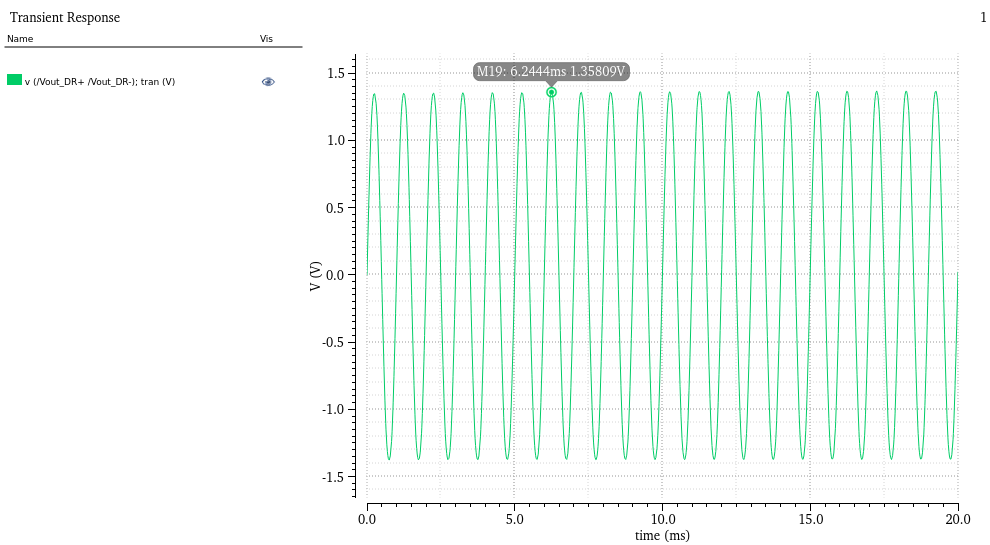 Transient Response
1
Name Vis
v (/Vout_DR+ /Vout_DR-); tran (V)
M19: 6.2444ms 1.35809V
1.5
1.0
0.5
0.0
-0.5
-1.0
-1.5
V (V)
0.0 5.0 10.0 15.0 20.0
time (ms)